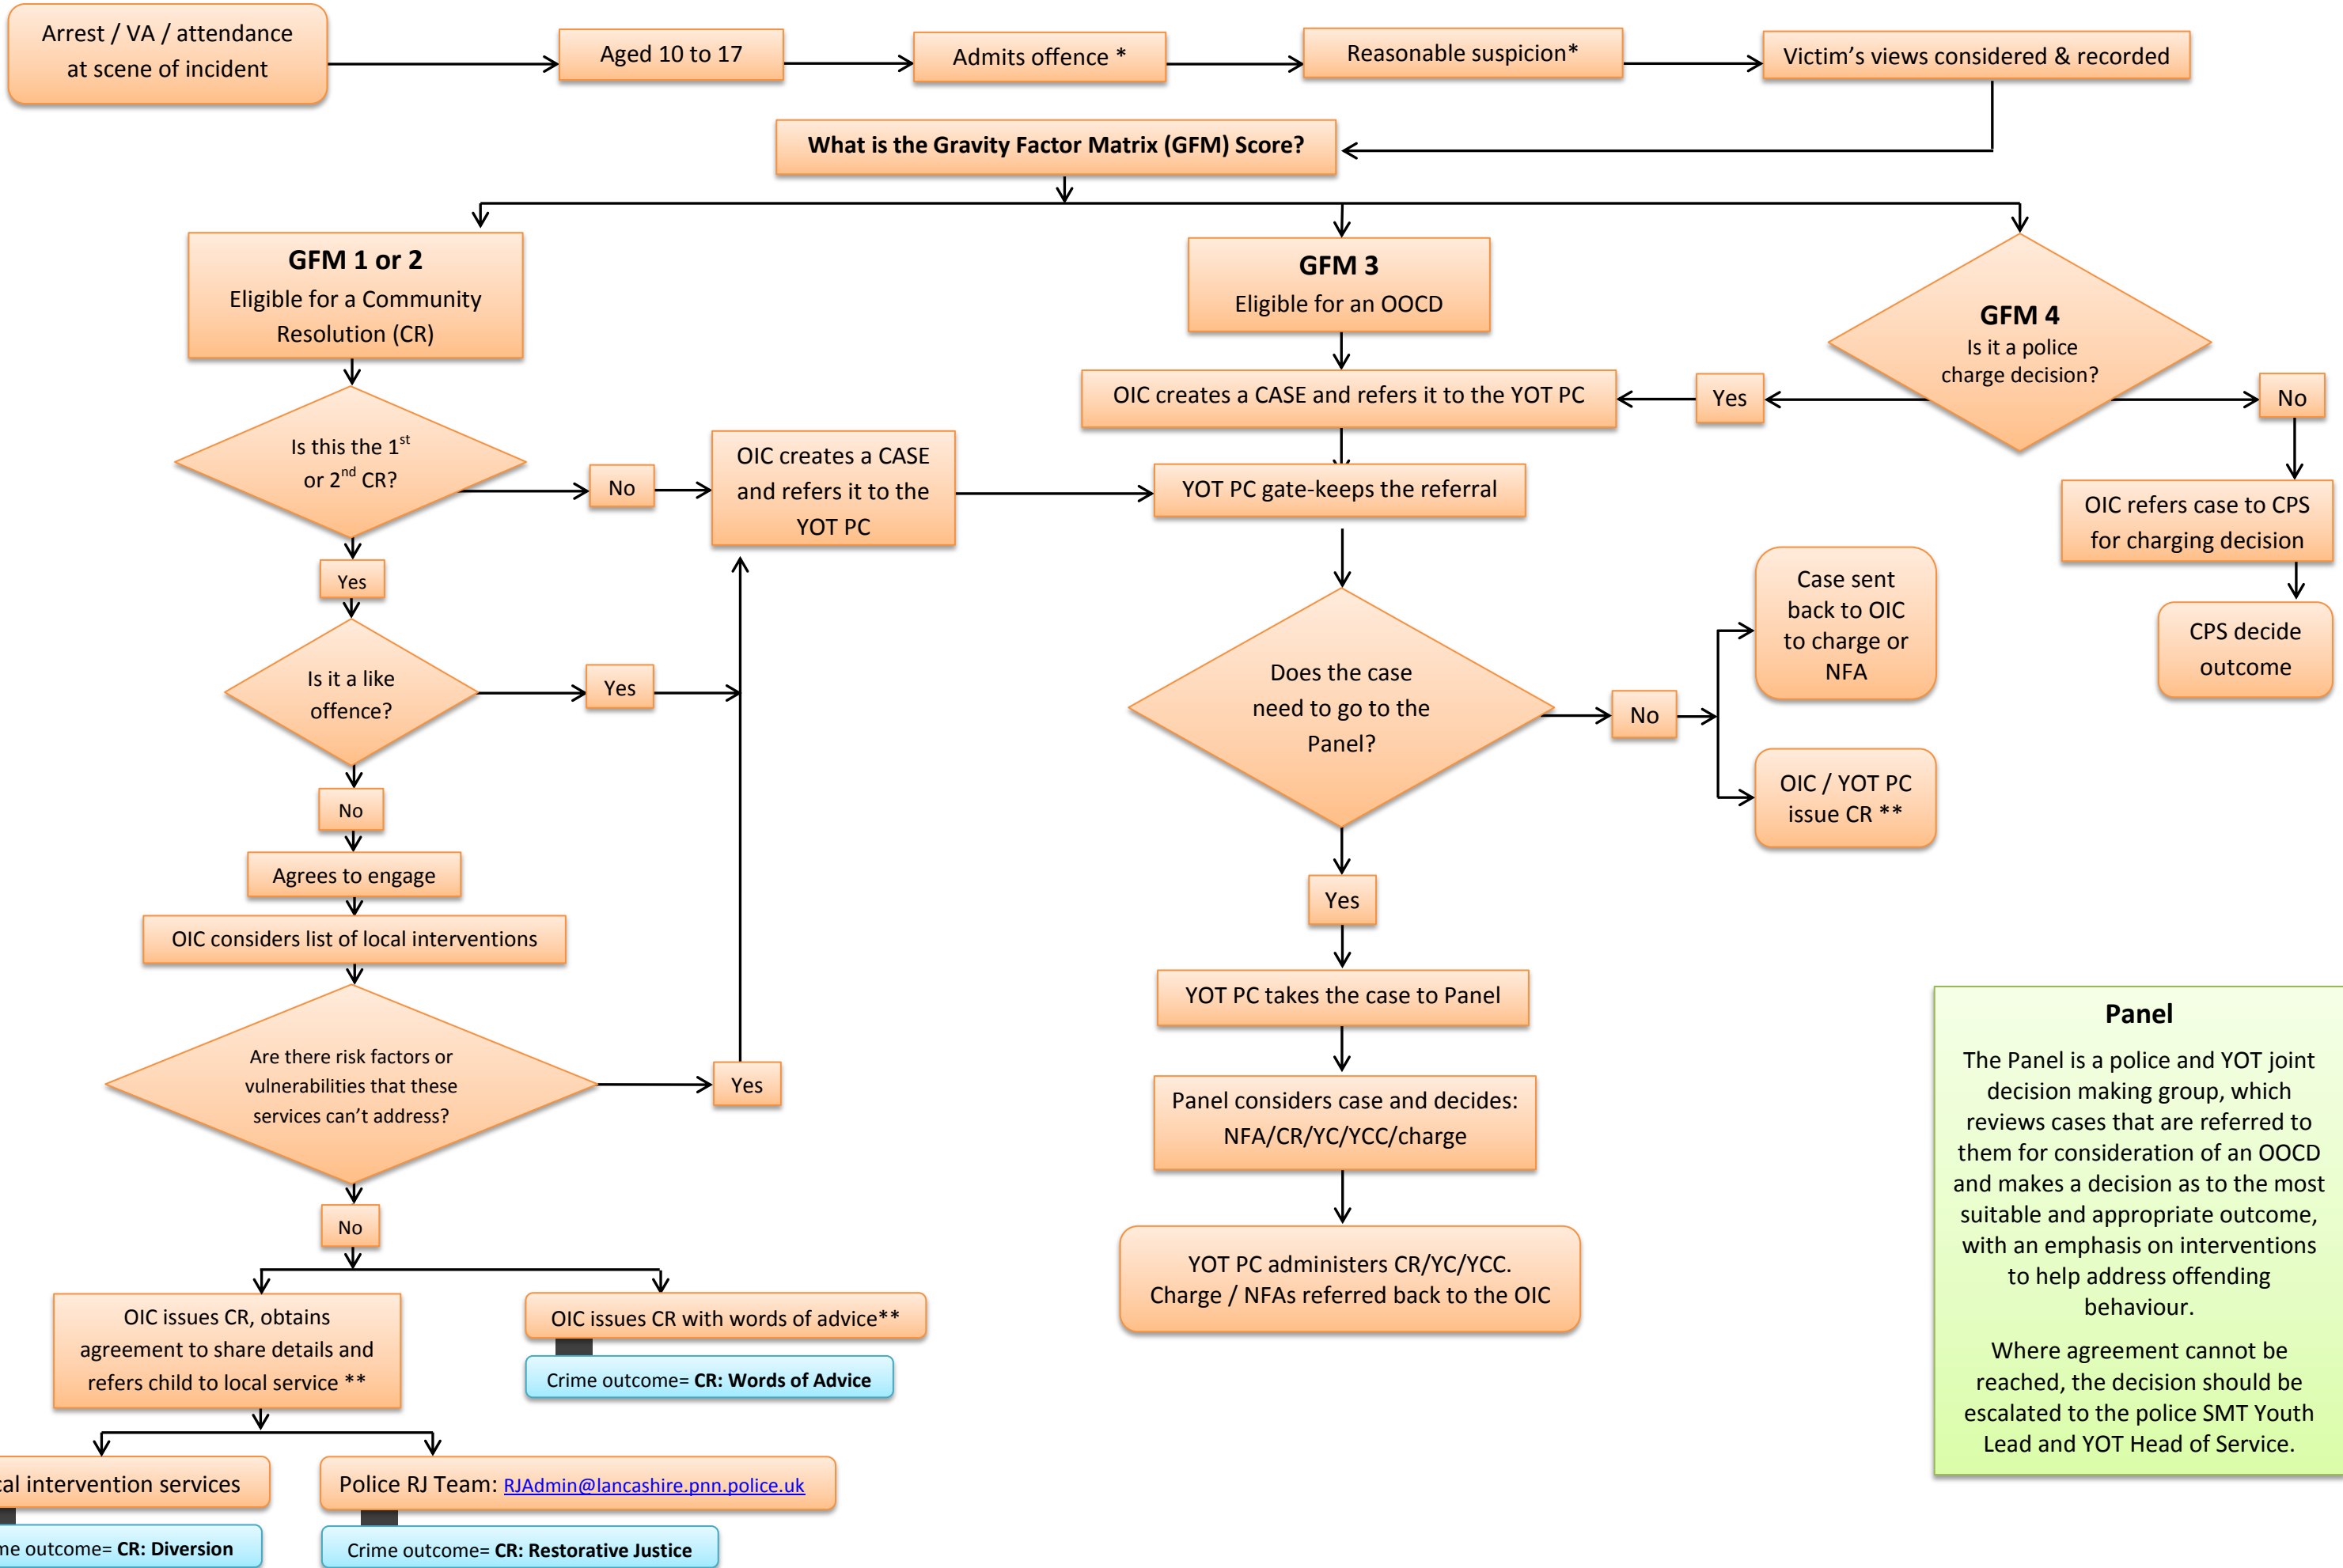 Arrest / VA / attendance
at scene of incident
Aged 10 to 17
Admits offence *
Reasonable suspicion*
Victim's views considered & recorded
What is the Gravity Factor Matrix (GFM) Score?
GFM 1 or 2
Eligible for a Community
Resolution (CR)
GFM 3
Eligible for an OOCD
GFM 4
Is it a police
charge decision?
OIC creates a CASE and refers it to the YOT PC
Yes
No
Is this the 1st
or 2nd CR?
No
OIC creates a CASE
and refers it to the
YOT PC
YOT PC gate-keeps the referral
OIC refers case to CPS
for charging decision
CPS decide
outcome
Yes
Is it a like
offence?
Yes
No
Agrees to engage
OIC considers list of local interventions
Are there risk factors or
vulnerabilities that these
services can't address?
Yes
No
Does the case
need to go to the
Panel?
No
Case sent
back to OIC
to charge or
NFA
OIC / YOT PC
issue CR **
Yes
YOT PC takes the case to Panel
Panel considers case and decides:
NFA/CR/YC/YCC/charge
YOT PC administers CR/YC/YCC.
Charge / NFAs referred back to the OIC
OIC issues CR, obtains
agreement to share details and
refers child to local service **
OIC issues CR with words of advice**
Crime outcome= CR: Words of Advice
intervention services
Police RJ Team: RJAdmin@lancashire.pnn.police.uk
outcome= CR: Diversion
Crime outcome= CR: Restorative Justice
Panel
The Panel is a police and YOT joint
decision making group, which
reviews cases that are referred to
them for consideration of an OOCD
and makes a decision as to the most
suitable and appropriate outcome,
with an emphasis on interventions
to help address offending
behaviour.
Where agreement cannot be
reached, the decision should be
escalated to the police SMT Youth
Lead and YOT Head of Service.